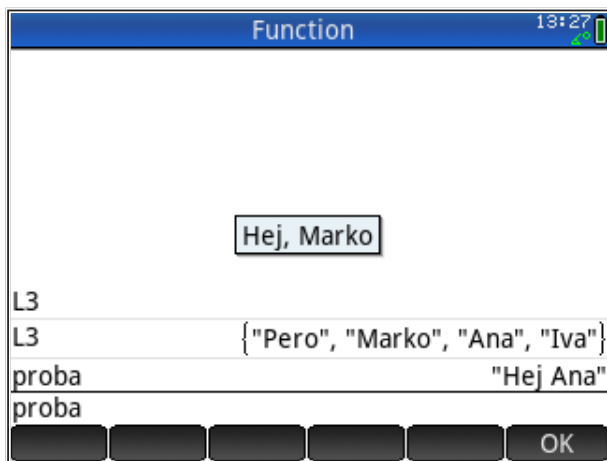 Function 13:27
Hej, Marko
L3
L3 {"Pero", "Marko", "Ana", "Iva"}
proba "Hej Ana"
proba
OK